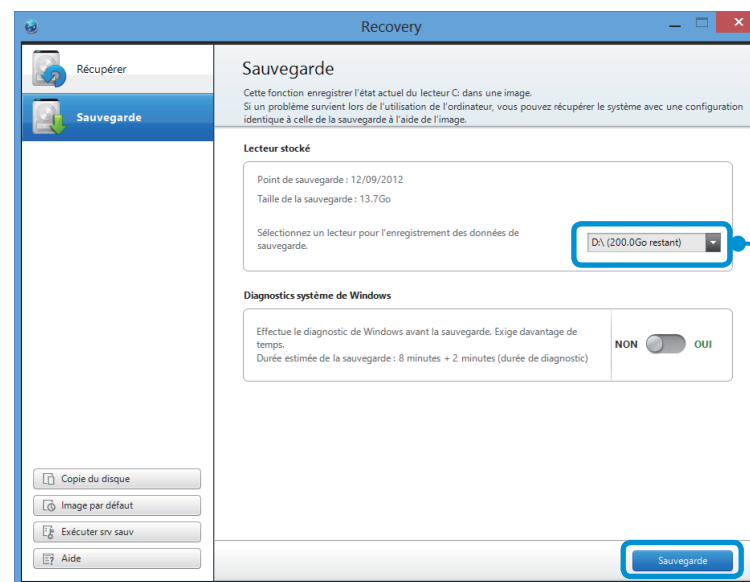 Recovery
Récupérer
Sauvegarde
Sauvegarde
Cette fonction enregistrer l'état actuel du lecteur C: dans une image.
Si un problème survient lors de l'utilisation de l'ordinateur, vous pouvez récupérer le système avec une configuration
identique à celle de la sauvegarde à l'aide de l'image.
Lecteur stocké
Point de sauvegarde : 12/09/2012
Taille de la sauvegarde : 13.7Go
Sélectionnez un lecteur pour l'enregistrement des données de
sauvegarde.
D:\ (200.0Go restant)
Diagnostics système de Windows
Effectue le diagnostic de Windows avant la sauvegarde. Exige davantage de
temps.
Durée estimée de la sauvegarde : 8 minutes + 2 minutes (durée de diagnostic)
NON OUI
Copie du disque
Image par défaut
Exécuter srv sauv
Aide
Sauvegarde